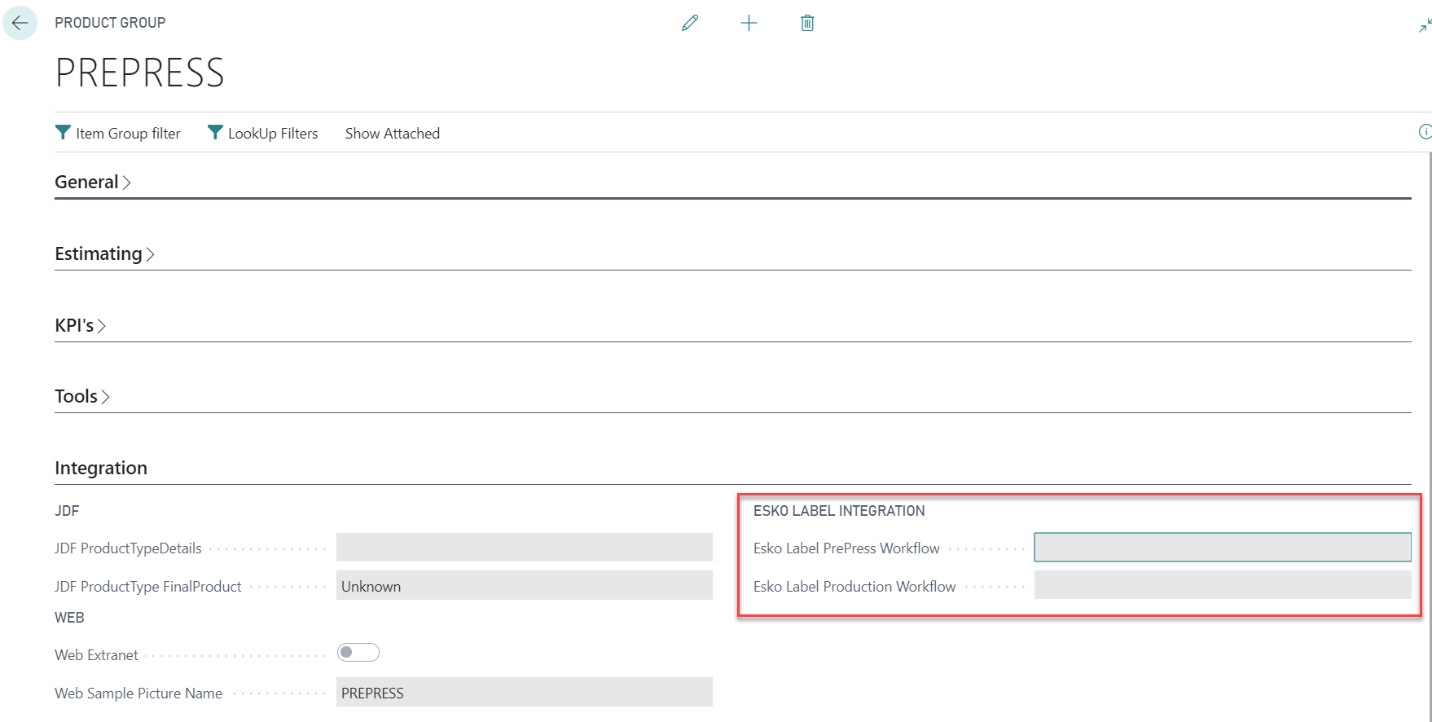 PRODUCT GROUP
PREPRESS
Item Group filter LookUp Filters Show Attached
General
Estimating
KPI's
Tools
Integration
JDF
JDF ProductTypeDetails
JDF ProductType FinalProduct Unknown
WEB
Web Extranet
Web Sample Picture Name PREPRESS
ESKO LABEL INTEGRATION
Esko Label PrePress Workflow
Esko Label Production Workflow